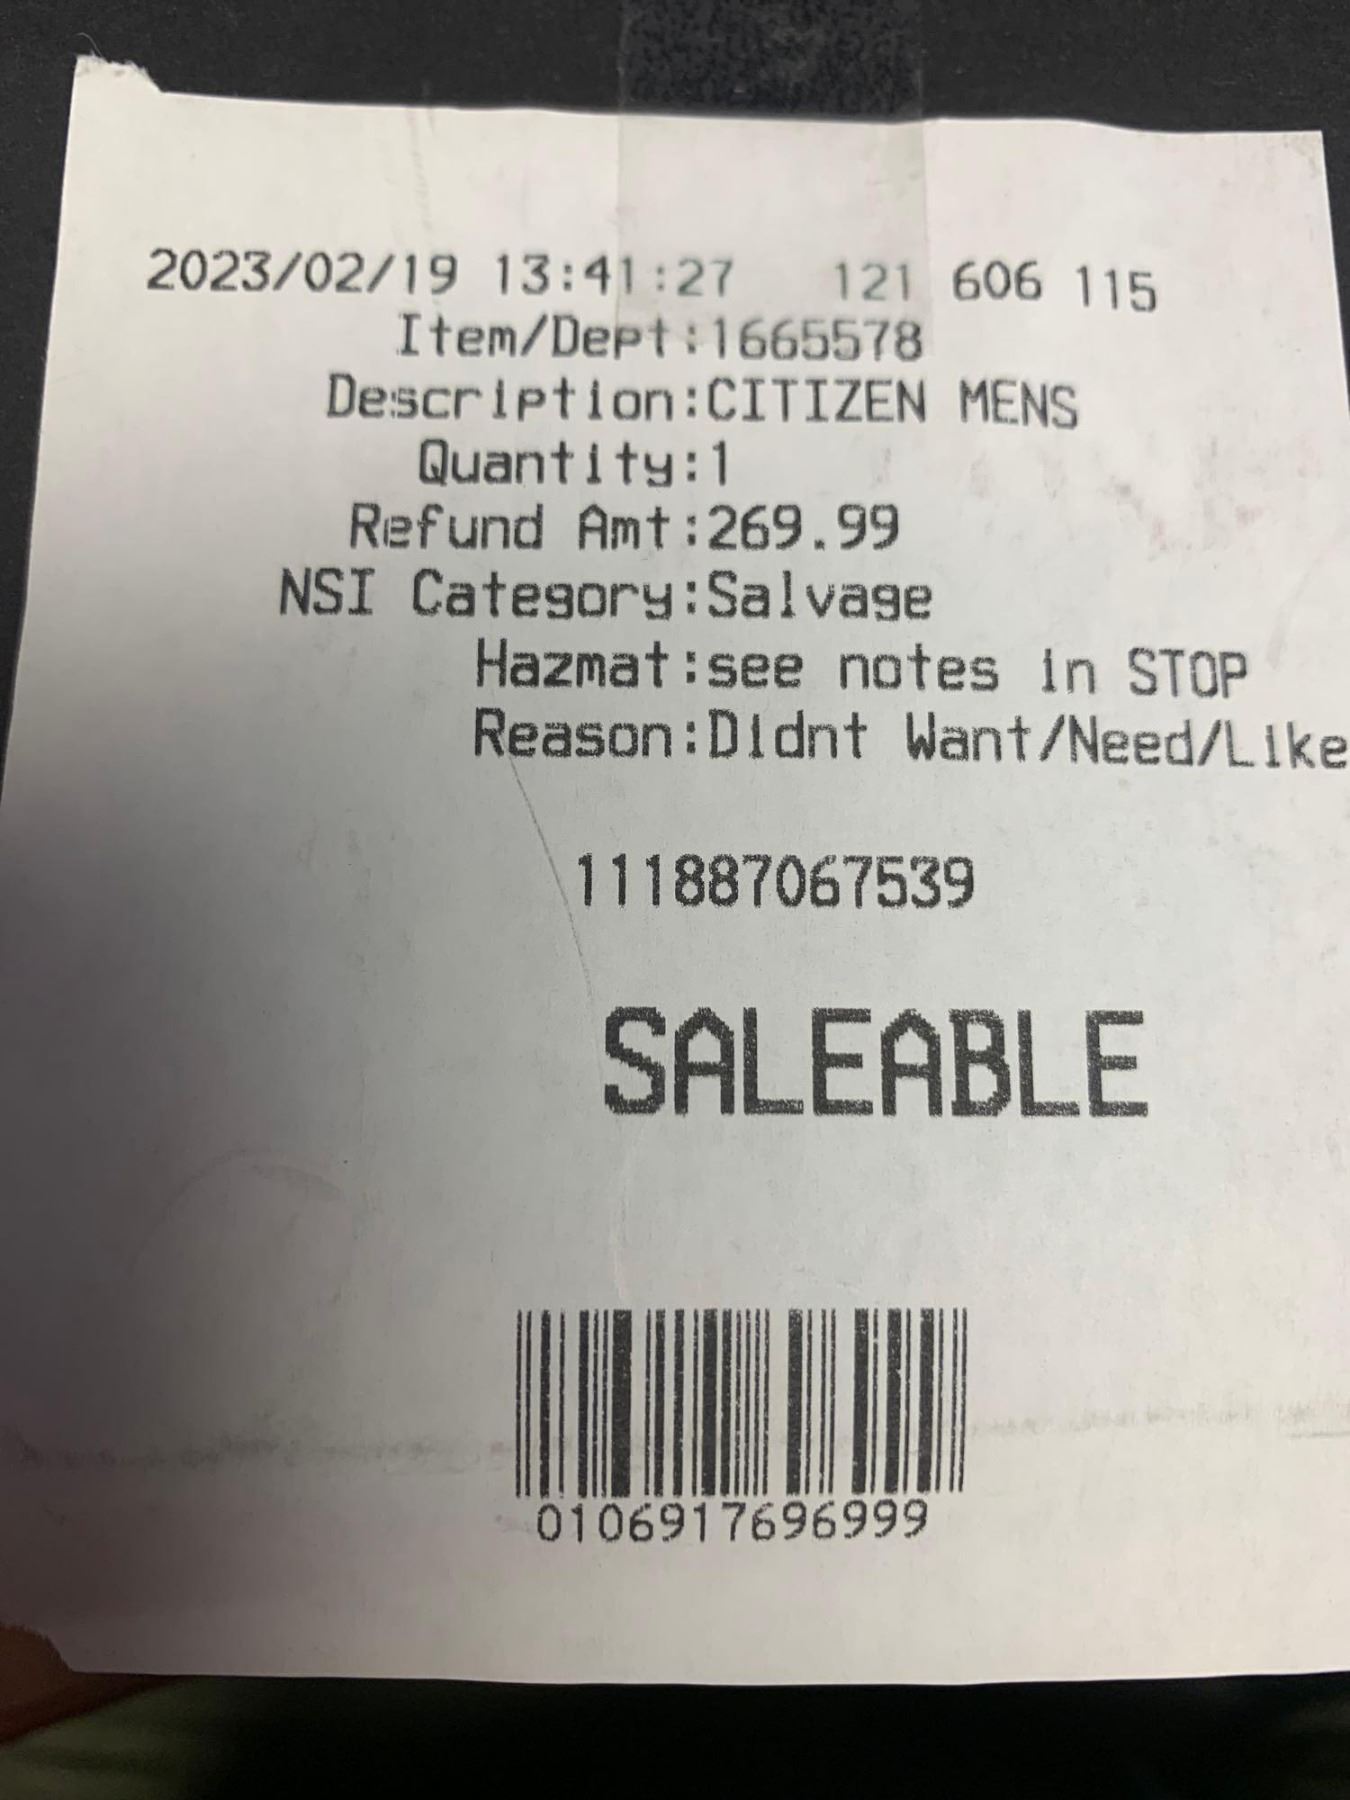 2023/02/19 13:41:27 121 606 115
Item/Dept:1665578
Description:CITIZEN MENS
Quantity:1
Refund Amt:269.99
NSI Category:Salvage
Hazmat:see notes in STOP
Reason:Didnt Want/Need/Like
111887067539
SALEABLE
0106917696999